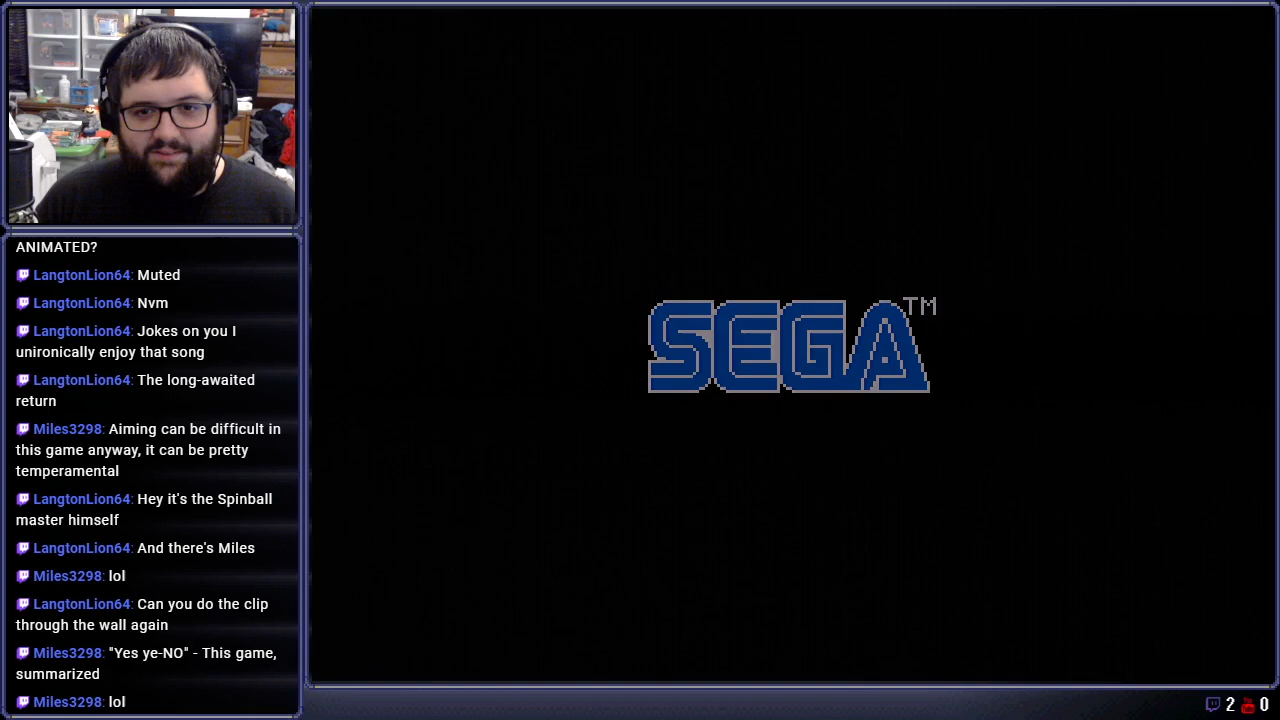 ANIMATED?
LangtonLion64: Muted
LangtonLion64: Nvm
LangtonLion64: Jokes on you I
unironically enjoy that song
LangtonLion64: The long-awaited
return
Miles3298: Aiming can be difficult in
this game anyway, it can be pretty
temperamental
LangtonLion64: Hey it's the Spinball
master himself
LangtonLion64: And there's Miles
Miles3298: lol
LangtonLion64: Can you do the clip
through the wall again
Miles3298: "Yes ye-NO" - This game,
summarized
Miles3298: lol
SEGA™
2 0